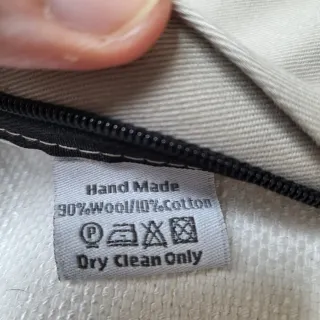 Hand Made
90%Wool/10%Cotton
P
Dry Clean Only